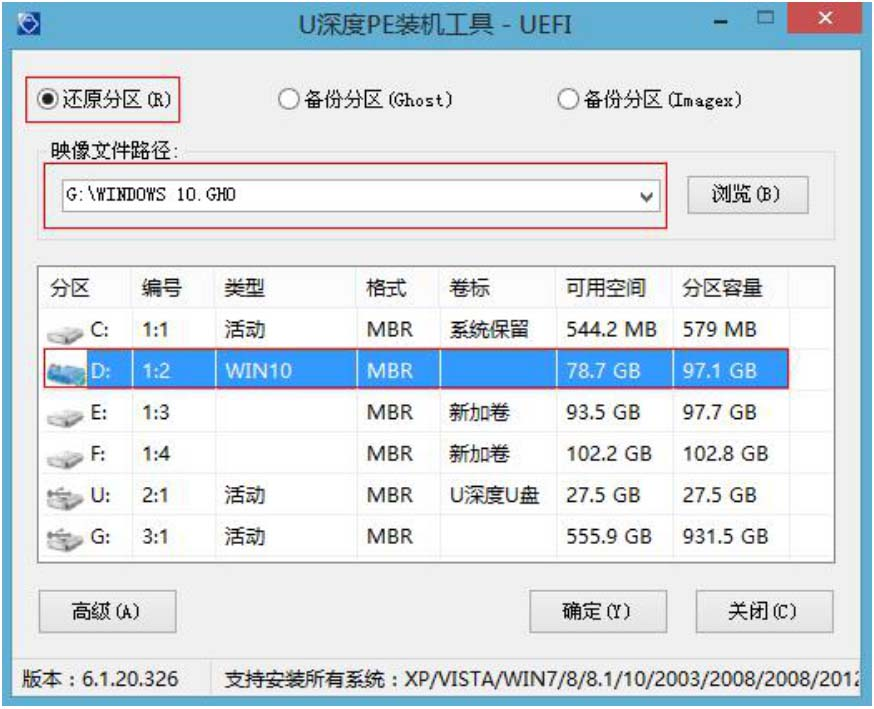 U深度PE装机工具 - UEFI
还原分区(R) 备份分区(Ghost) 备份分区(Imagex)
映像文件路径:
G:\WINDOWS 10.GHO 浏览(B)
分区 编号 类型 格式 卷标 可用空间 分区容量
C: 1:1 活动 MBR 系统保留 544.2 MB 579 MB
D: 1:2 WIN10 MBR 78.7 GB 97.1 GB
E: 1:3 MBR 新加卷 93.5 GB 97.7 GB
F: 1:4 MBR 新加卷 102.2 GB 102.8 GB
U: 2:1 活动 MBR U深度U盘 27.5 GB 27.5 GB
G: 3:1 活动 MBR 555.9 GB 931.5 GB
高级(A) 确定(Y) 关闭(C)
版本：6.1.20.326 支持安装所有系统：XP/VISTA/WIN7/8/8.1/10/2003/2008/2008/2012